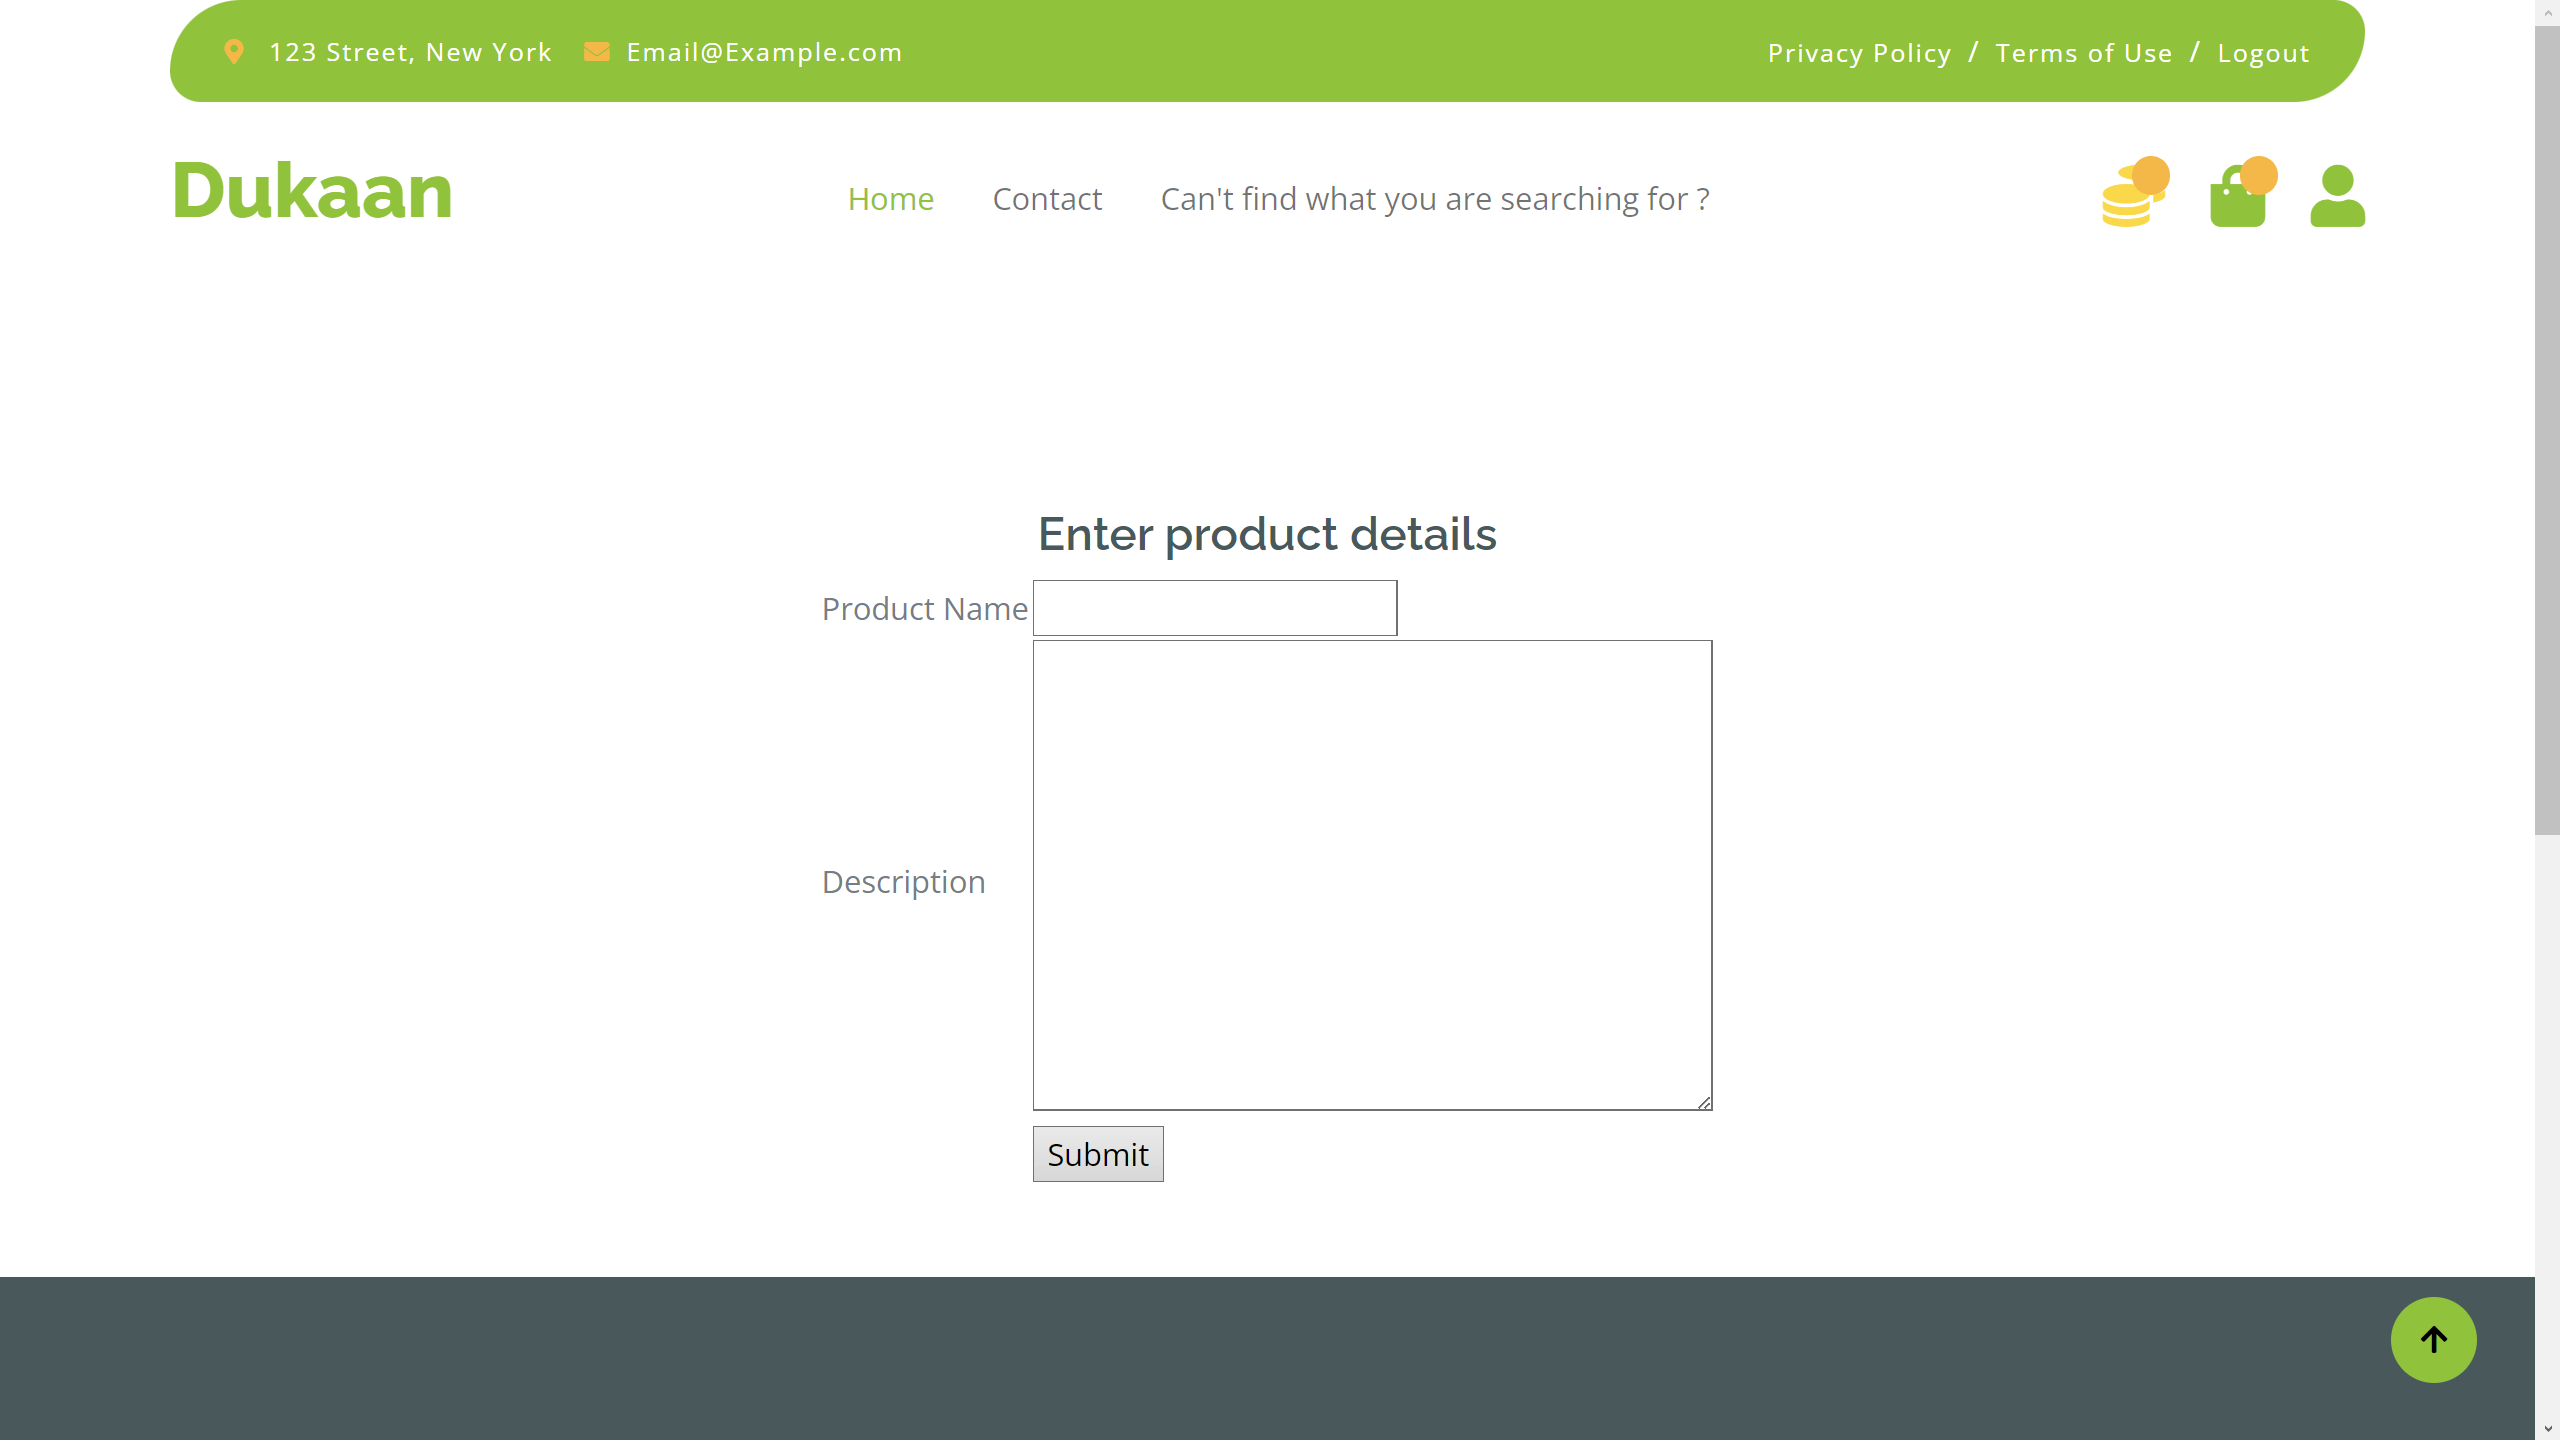 123 Street, New York Email@Example.com Privacy Policy / Terms of Use / Logout
Dukaan Home Contact Can't find what you are searching for ?
Enter product details
Product Name
Description
Submit